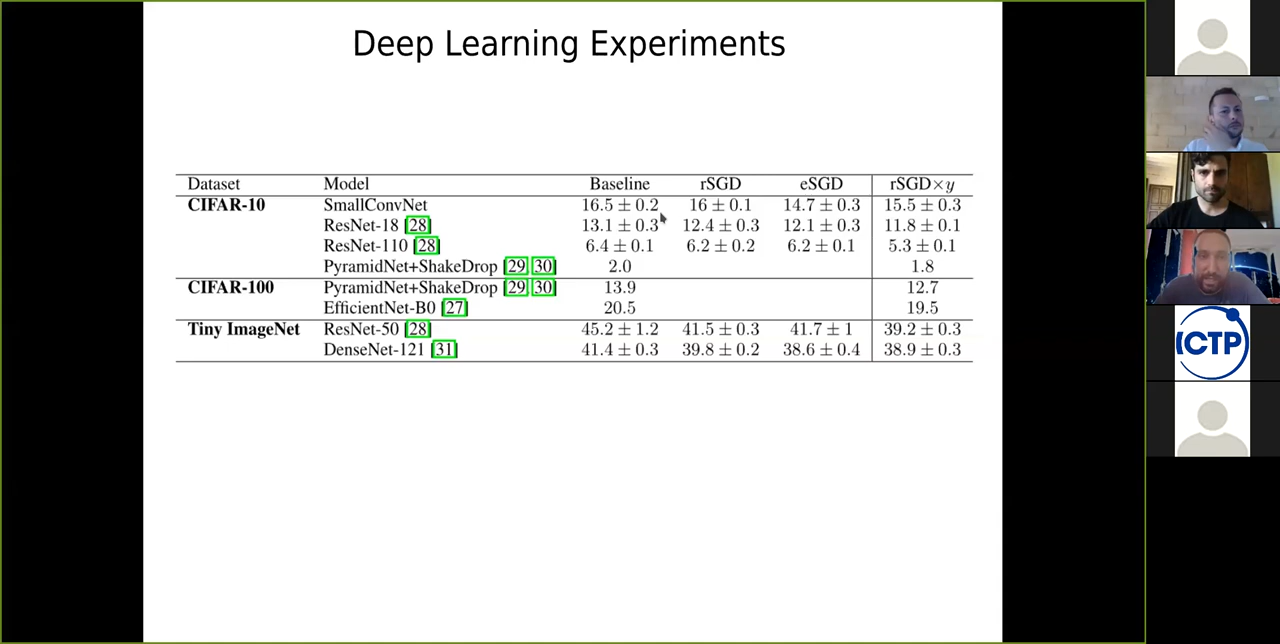 Deep Learning Experiments
Dataset Model Baseline rSGD eSGD rSGD×y
CIFAR-10 SmallConvNet 16.5 ± 0.2 16 ± 0.1 14.7 ± 0.3 15.5 ± 0.3
ResNet-18 [28] 13.1 ± 0.3 12.4 ± 0.3 12.1 ± 0.3 11.8 ± 0.1
ResNet-110 [28] 6.4 ± 0.1 6.2 ± 0.2 6.2 ± 0.1 5.3 ± 0.1
PyramidNet+ShakeDrop [29, 30] 2.0 1.8
CIFAR-100 PyramidNet+ShakeDrop [29, 30] 13.9 12.7
EfficientNet-B0 [27] 20.5 19.5
Tiny ImageNet ResNet-50 [28] 45.2 ± 1.2 41.5 ± 0.3 41.7 ± 1 39.2 ± 0.3
DenseNet-121 [31] 41.4 ± 0.3 39.8 ± 0.2 38.6 ± 0.4 38.9 ± 0.3
ICTP